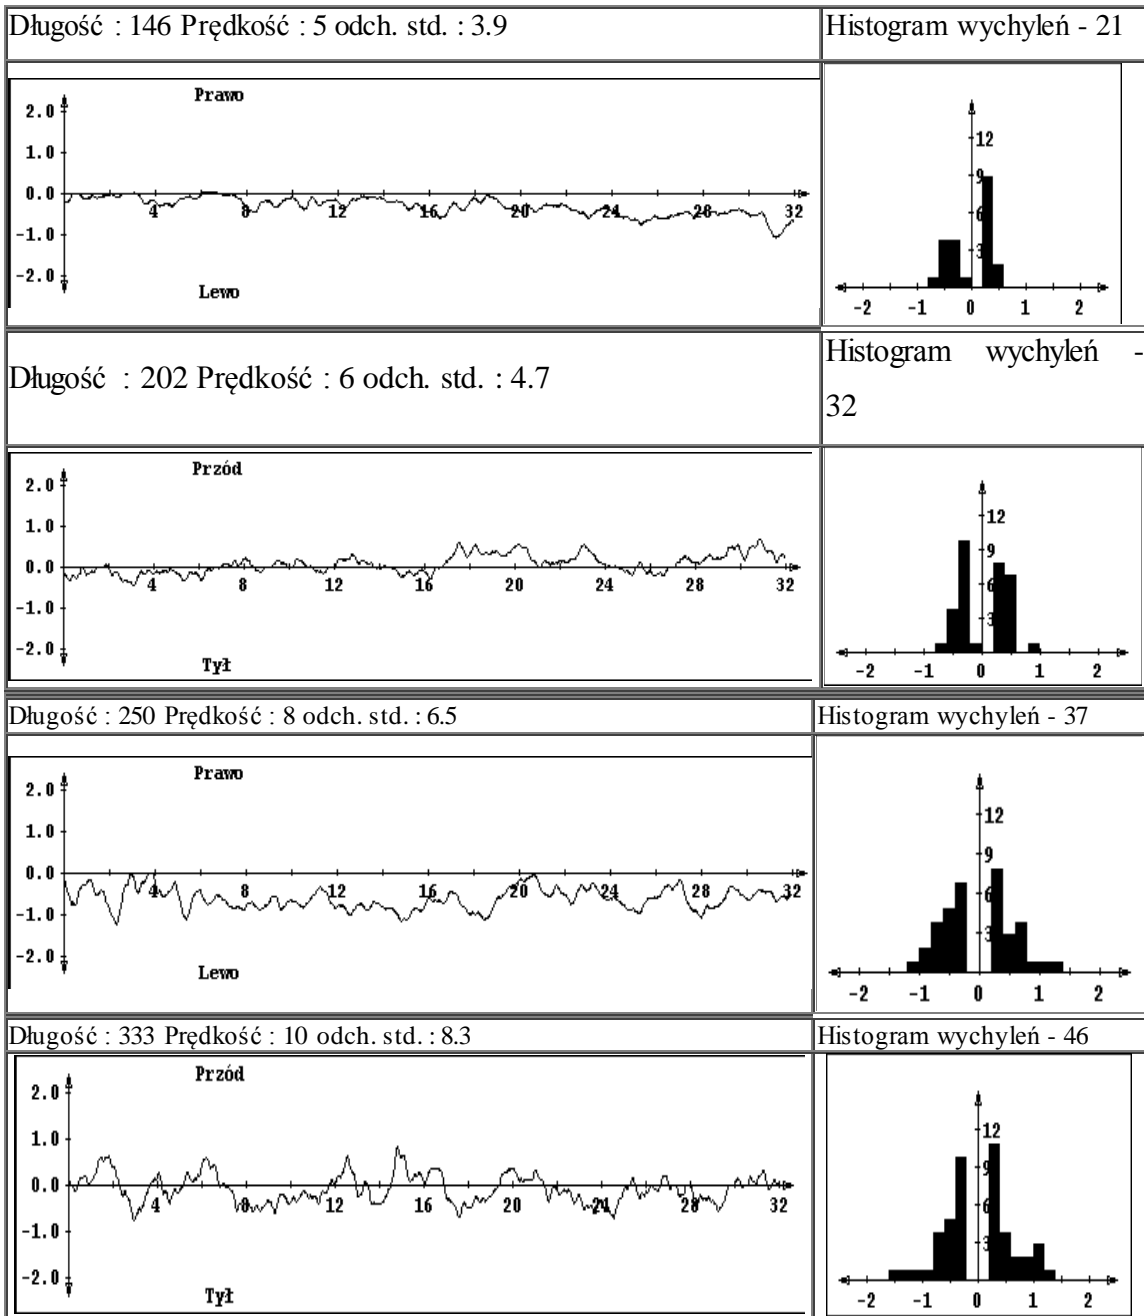 Długość : 146 Prędkość : 5 odch. std. : 3.9
Histogram wychyleń - 21
Prawo
2.0
1.0
0.0
-1.0
-2.0
4 8 12 16 20 24 28 32
Lewo
12
9
6
3
-2 -1 0 1 2
Długość : 202 Prędkość : 6 odch. std. : 4.7
Histogram wychyleń -
32
Przód
2.0
1.0
0.0
-1.0
-2.0
4 8 12 16 20 24 28 32
Tył
12
9
6
3
-2 -1 0 1 2
Długość : 250 Prędkość : 8 odch. std. : 6.5
Histogram wychyleń - 37
Prawo
2.0
1.0
0.0
-1.0
-2.0
4 8 12 16 20 24 28 32
Lewo
12
9
6
3
-2 -1 0 1 2
Długość : 333 Prędkość : 10 odch. std. : 8.3
Histogram wychyleń - 46
Przód
2.0
1.0
0.0
-1.0
-2.0
4 8 12 16 20 24 28 32
Tył
12
9
6
3
-2 -1 0 1 2